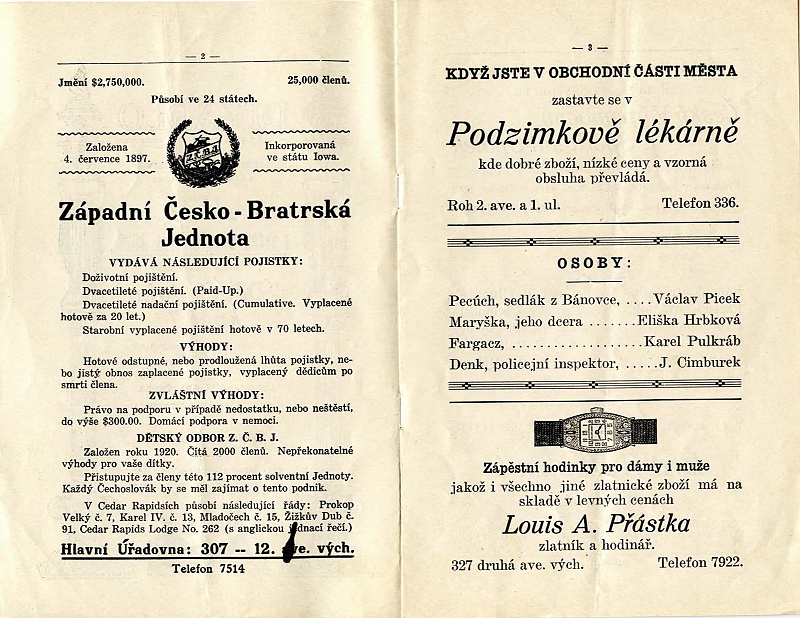 — 2 —
Jmění $2,750,000.
25,000 členů.
Působí ve 24 státech.
Založena
4. července 1897.
Z.Č.B.J.
Inkorporovaná
ve státu Iowa.
Západní Česko - Bratrská
Jednota
VYDÁVÁ NÁSLEDUJÍCÍ POJISTKY:
Doživotní pojištění.
Dvacetileté pojištění. (Paid-Up.)
Dvacetileté nadační pojištění. (Cumulative. Vyplacené
hotově za 20 let.)
Starobní vyplacené pojištění hotově v 70 letech.
VÝHODY:
Hotové odstupné, nebo prodloužená lhůta pojistky, ne-
bo jistý obnos zaplacené pojistky, vyplacený dědicům po
smrti člena.
ZVLÁŠTNÍ VÝHODY:
Právo na podporu v případě nedostatku, nebo neštěstí,
do výše $300.00. Domácí podpora v nemoci.
DĚTSKÝ ODBOR Z. Č. B. J.
Založen roku 1920. Čítá 2000 členů. Nepřekonatelné
výhody pro vaše dítky.
Přistupujte za členy této 112 procent solventní Jednoty.
Každý Čechoslovák by se měl zajímat o tento podnik.
V Cedar Rapidsích působí následující řády: Prokop
Velký č. 7, Karel IV. č. 13, Mladočech č. 15, Žižkův Dub č.
91, Cedar Rapids Lodge No. 262 (s anglickou jednací řečí.)
Hlavní Úřadovna: 307 -- 12. ave. vých.
Telefon 7514
— 3 —
KDYŽ JSTE V OBCHODNÍ ČÁSTI MĚSTA
zastavte se v
Podzimkově lékárně
kde dobré zboží, nízké ceny a vzorná
obsluha převládá.
Roh 2. ave. a 1. ul.
Telefon 336.
OSOBY:
Pecúch, sedlák z Bánovce, ....Václav Picek
Maryška, jeho dcera .......Eliška Hrbková
Fargacz, ....................Karel Pulkráb
Denk, policejní inspektor, .....J. Cimburek
Zápěstní hodinky pro dámy i muže
jakož i všechno jiné zlatnické zboží má na
skladě v levných cenách
Louis A. Přástka
zlatník a hodinář.
327 druhá ave. vých.
Telefon 7922.